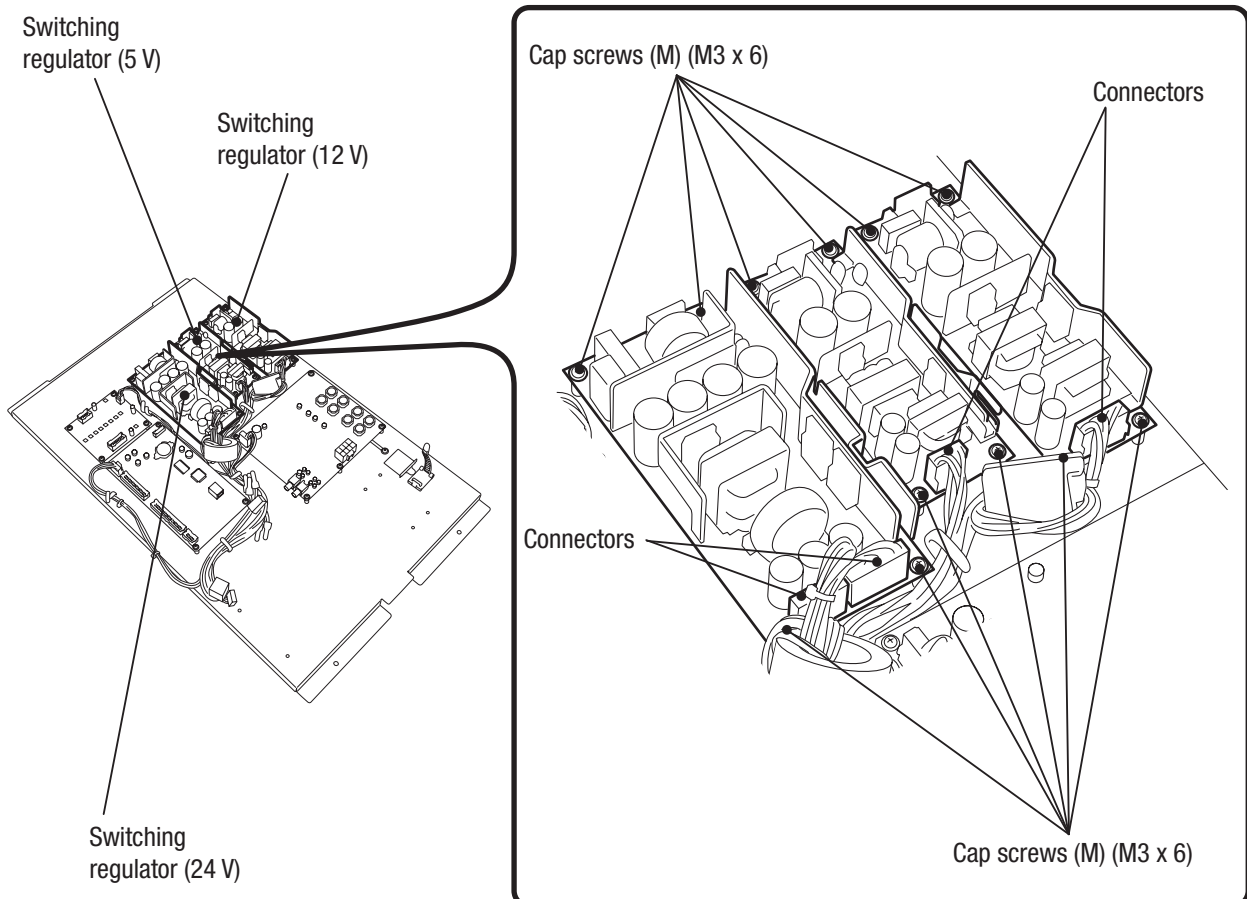 Switching
regulator (5 V)
Switching
regulator (12 V)
Cap screws (M) (M3 x 6)
Connectors
Connectors
Switching
regulator (24 V)
Cap screws (M) (M3 x 6)